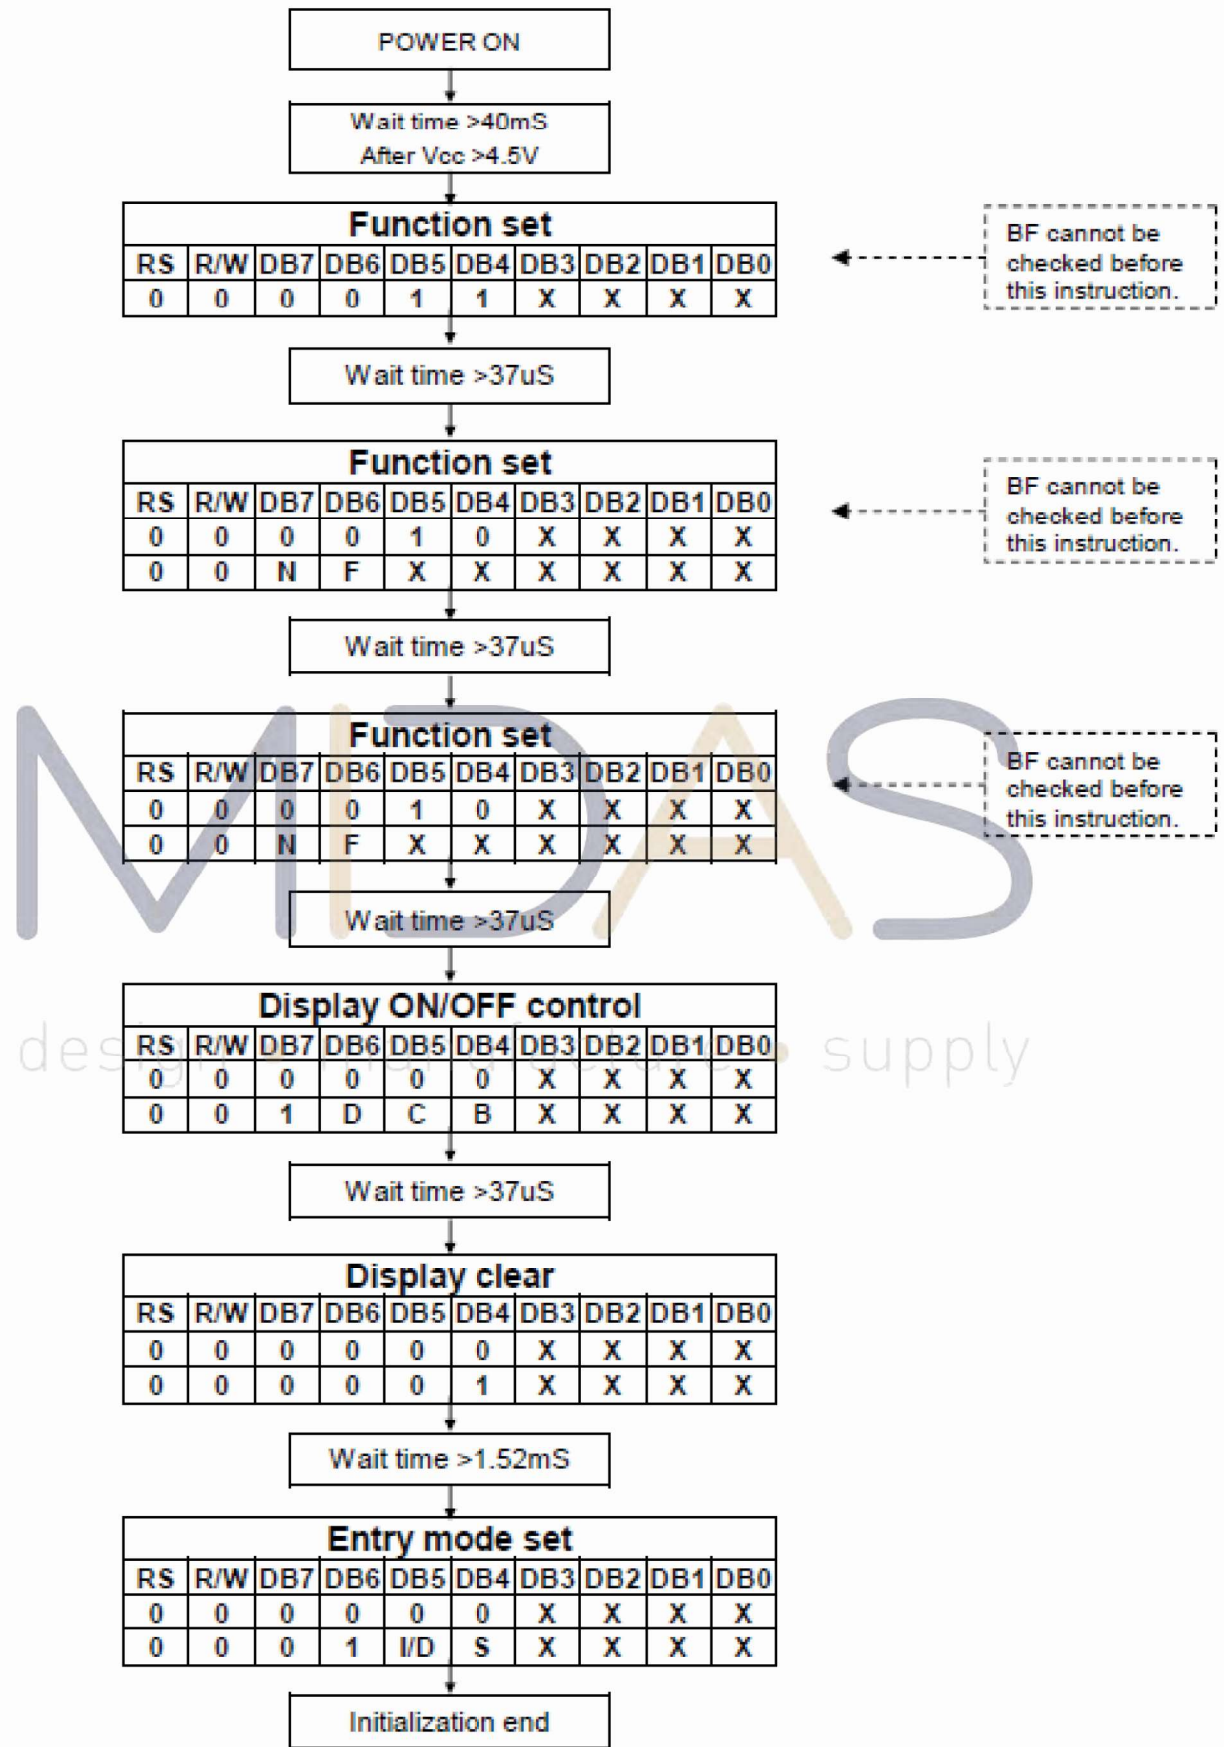 POWER ON
Wait time >40mS
After Vcc >4.5V
Function set
RS R/W DB7 DB6 DB5 DB4 DB3 DB2 DB1 DB0
0 0 0 0 1 1 X X X X
BF cannot be
checked before
this instruction.
Wait time >37uS
Function set
RS R/W DB7 DB6 DB5 DB4 DB3 DB2 DB1 DB0
0 0 0 0 1 0 X X X X
0 0 N F X X X X X X
BF cannot be
checked before
this instruction.
Wait time >37uS
MIDAS
Function set
RS R/W DB7 DB6 DB5 DB4 DB3 DB2 DB1 DB0
0 0 0 0 1 0 X X X X
0 0 N F X X X X X X
BF cannot be
checked before
this instruction.
Wait time >37uS
Display ON/OFF control
RS R/W DB7 DB6 DB5 DB4 DB3 DB2 DB1 DB0
design • manufacture • supply
0 0 0 0 0 0 X X X X
0 0 1 D C B X X X X
Wait time >37uS
Display clear
RS R/W DB7 DB6 DB5 DB4 DB3 DB2 DB1 DB0
0 0 0 0 0 0 X X X X
0 0 0 0 0 1 X X X X
Wait time >1.52mS
Entry mode set
RS R/W DB7 DB6 DB5 DB4 DB3 DB2 DB1 DB0
0 0 0 0 0 0 X X X X
0 0 0 1 I/D S X X X X
Initialization end